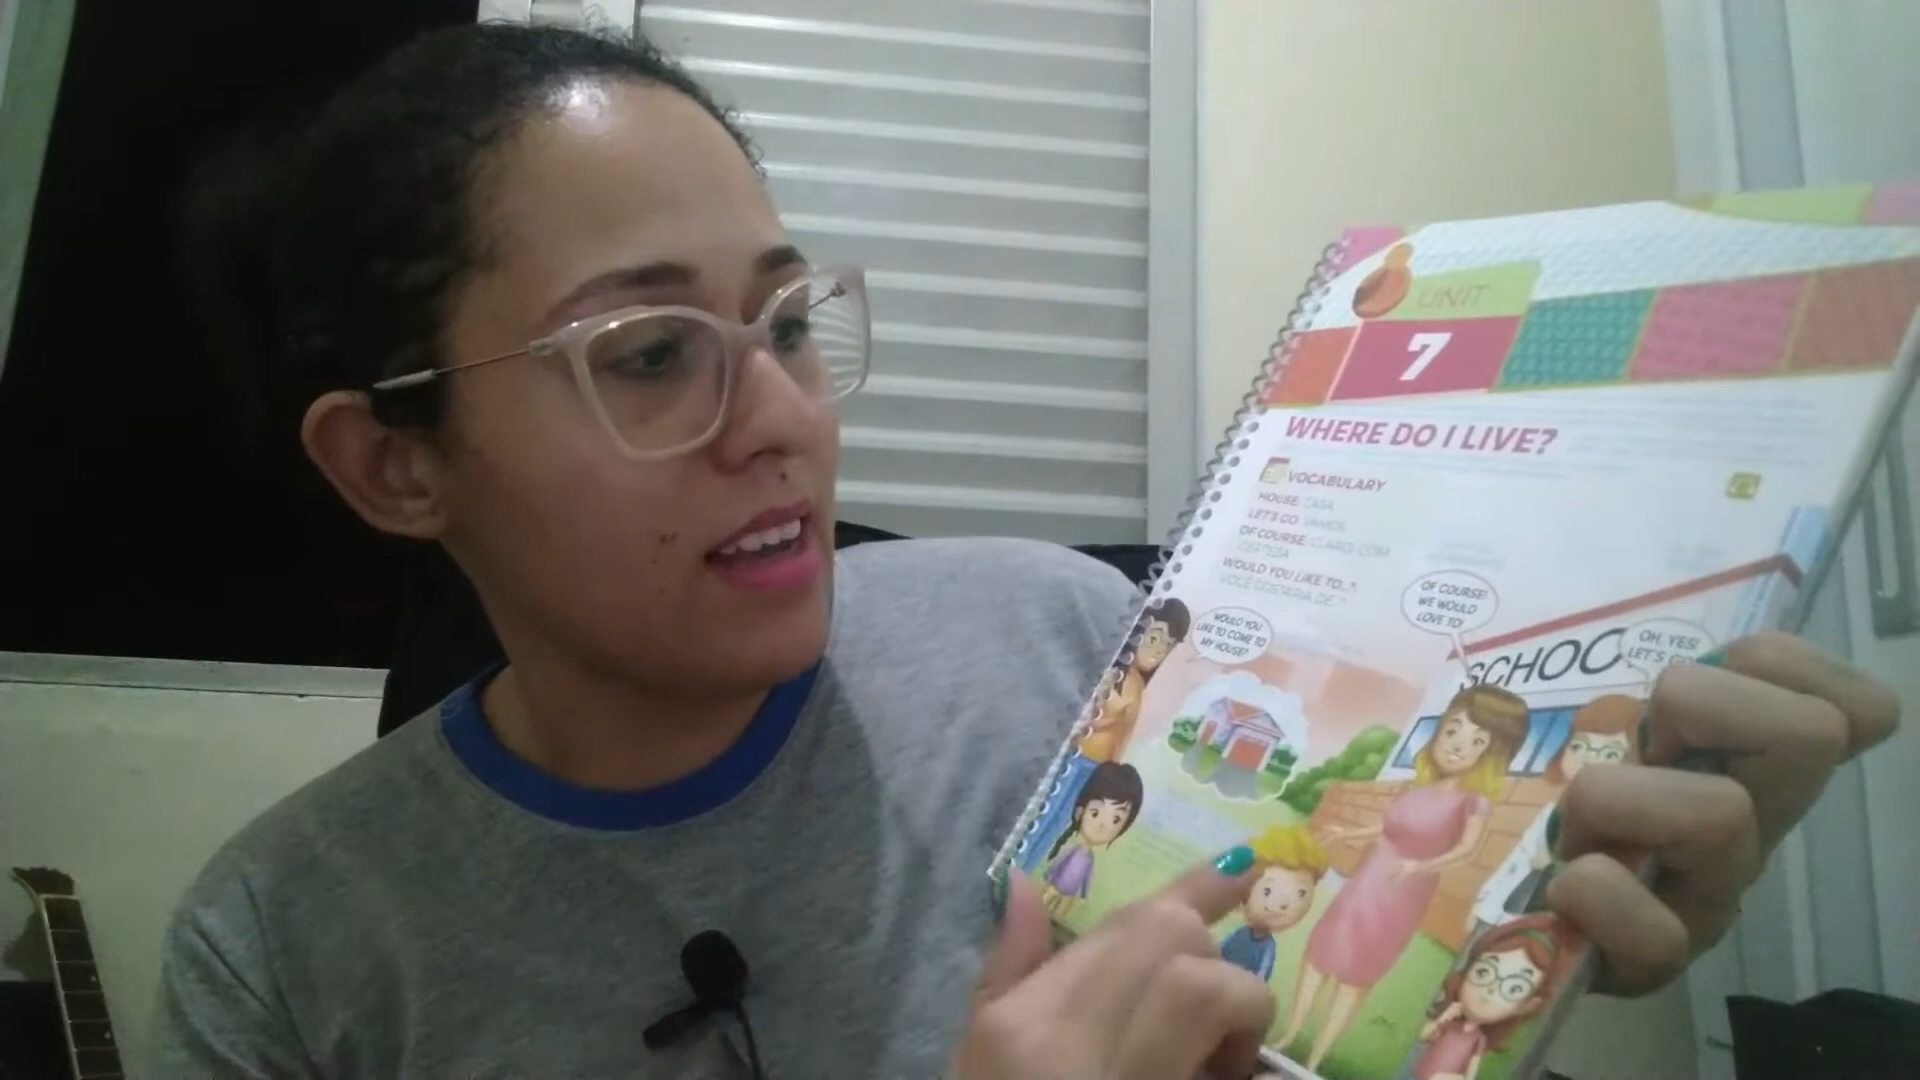 UNIT
7
WHERE DO I LIVE?
VOCABULARY
HOUSE: CASA
LET'S GO: VAMOS
OF COURSE: CLARO! COM
CERTEZA
WOULD YOU LIKE TO...?
VOCÊ GOSTARIA DE...?
WOULD YOU
LIKE TO COME TO
MY HOUSE?
OF COURSE!
WE WOULD
LOVE TO!
OH, YES!
LET'S GO
SCHOO